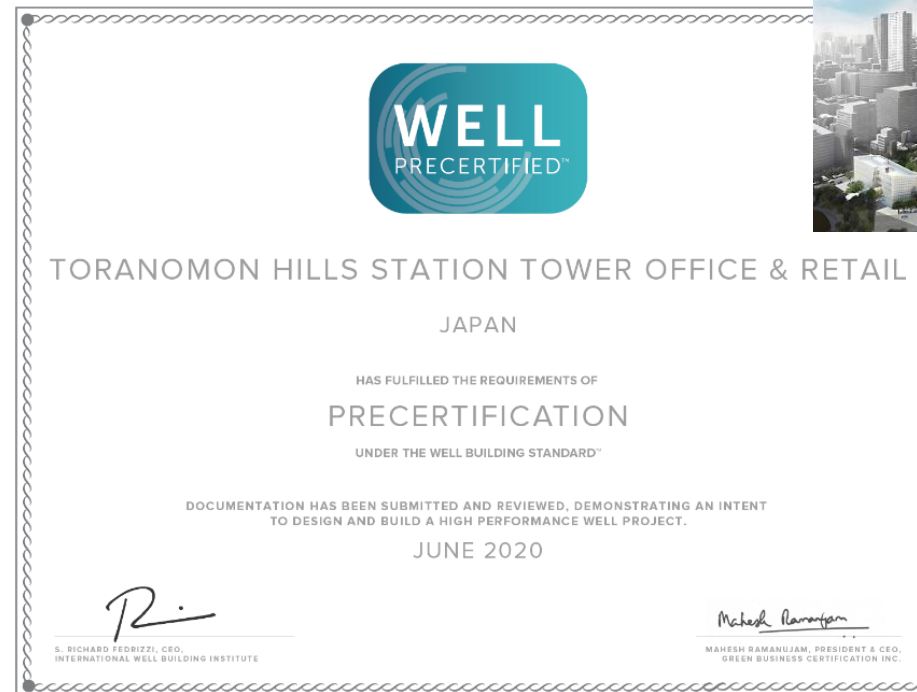 WELL
PRECERTIFIED™
TORANOMON HILLS STATION TOWER OFFICE & RETAIL
JAPAN
HAS FULFILLED THE REQUIREMENTS OF
PRECERTIFICATION
UNDER THE WELL BUILDING STANDARD™
DOCUMENTATION HAS BEEN SUBMITTED AND REVIEWED, DEMONSTRATING AN INTENT
TO DESIGN AND BUILD A HIGH PERFORMANCE WELL PROJECT.
JUNE 2020
Mahesh Ramanujam
S. RICHARD FEDRIZZI, CEO,
INTERNATIONAL WELL BUILDING INSTITUTE
MAHESH RAMANUJAM, PRESIDENT & CEO,
GREEN BUSINESS CERTIFICATION INC.